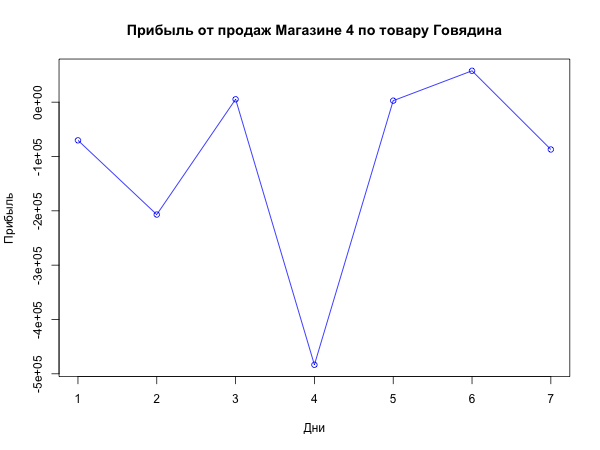 Прибыль от продаж Магазине 4 по товару Говядина
Прибыль
0e+00
-1e+05
-2e+05
-3e+05
-4e+05
-5e+05
1 2 3 4 5 6 7
Дни